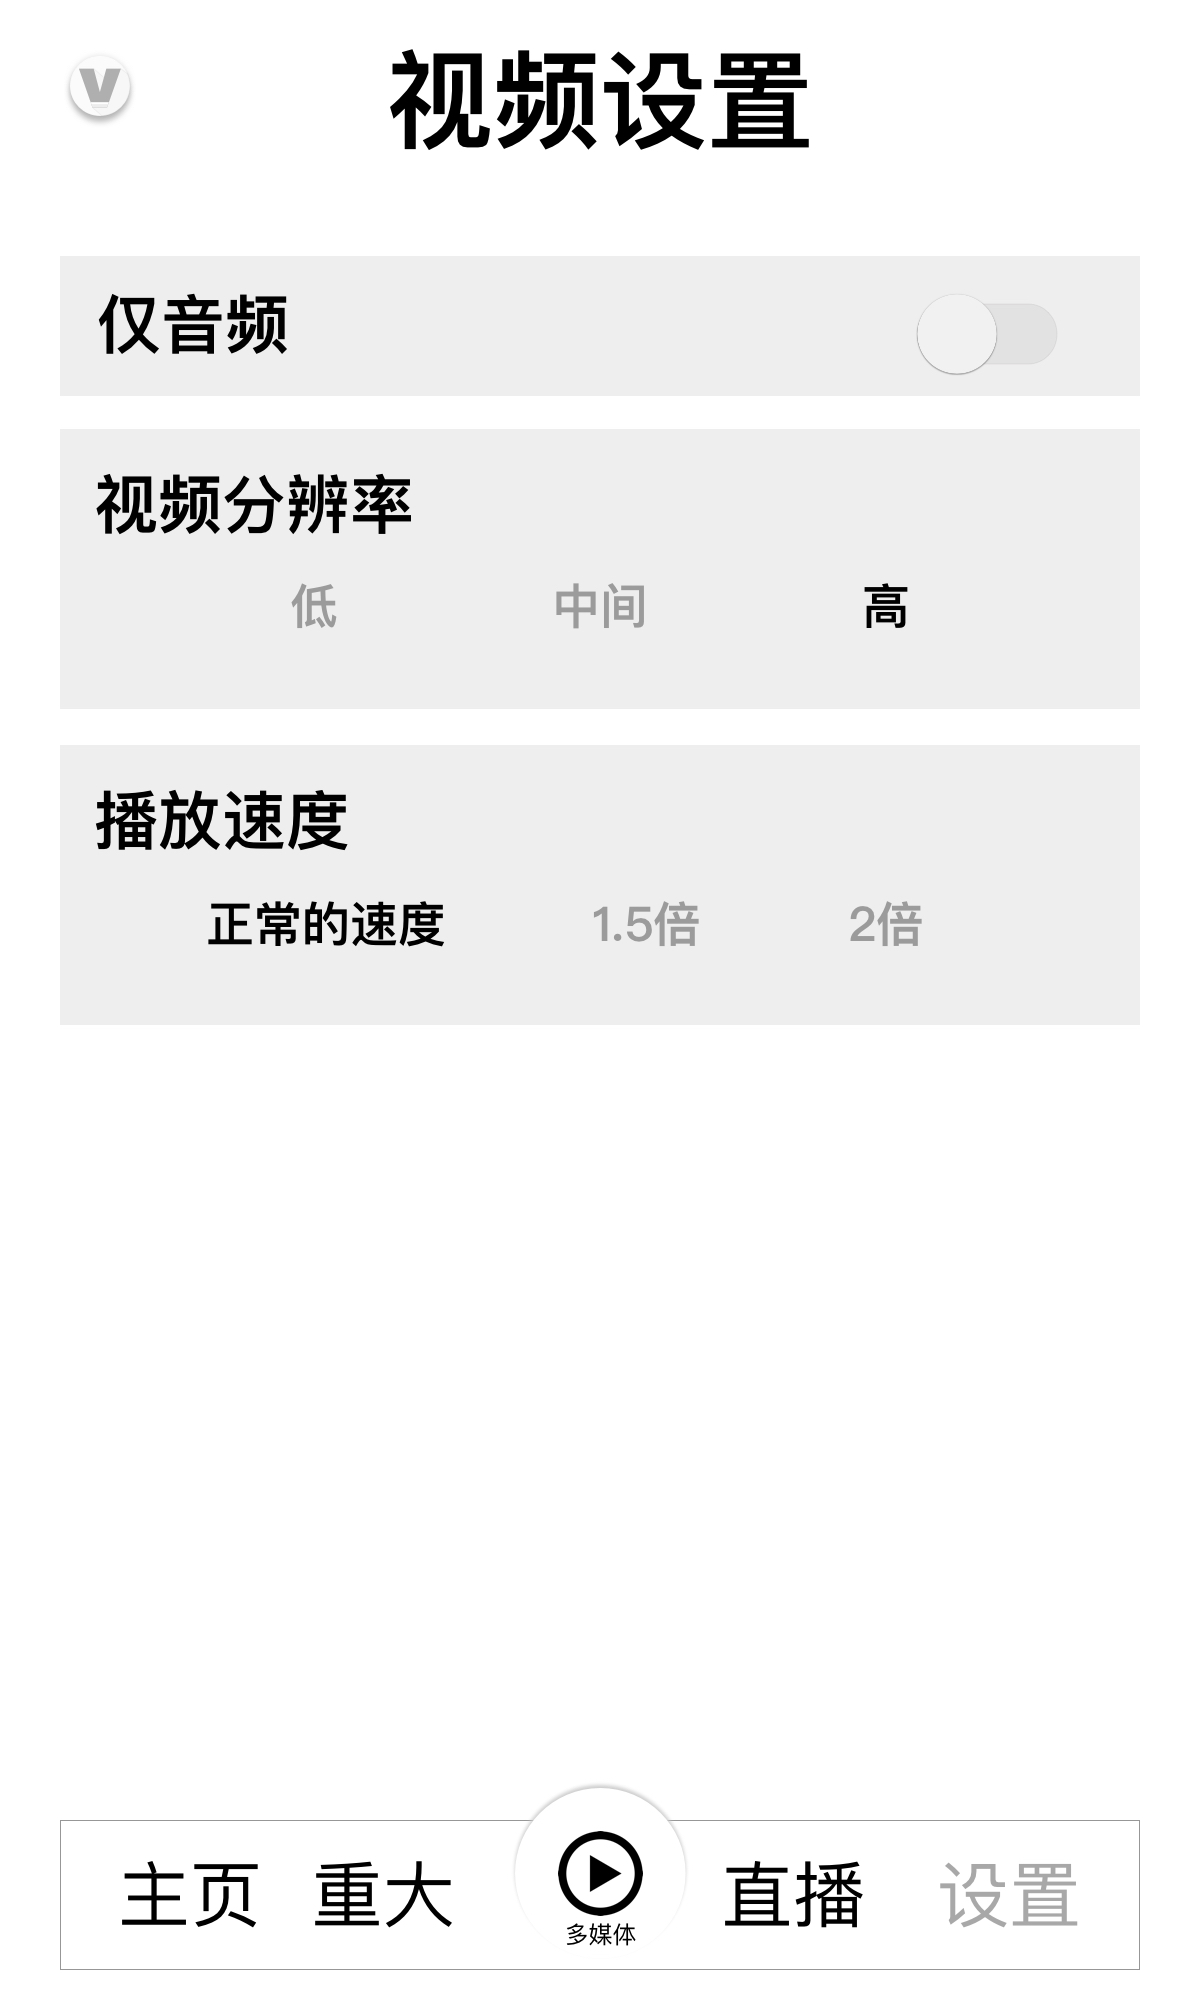 V
视频设置
仅音频
视频分辨率
低 中间 高
播放速度
正常的速度 1.5倍 2倍
主页 重大 多媒体 直播 设置